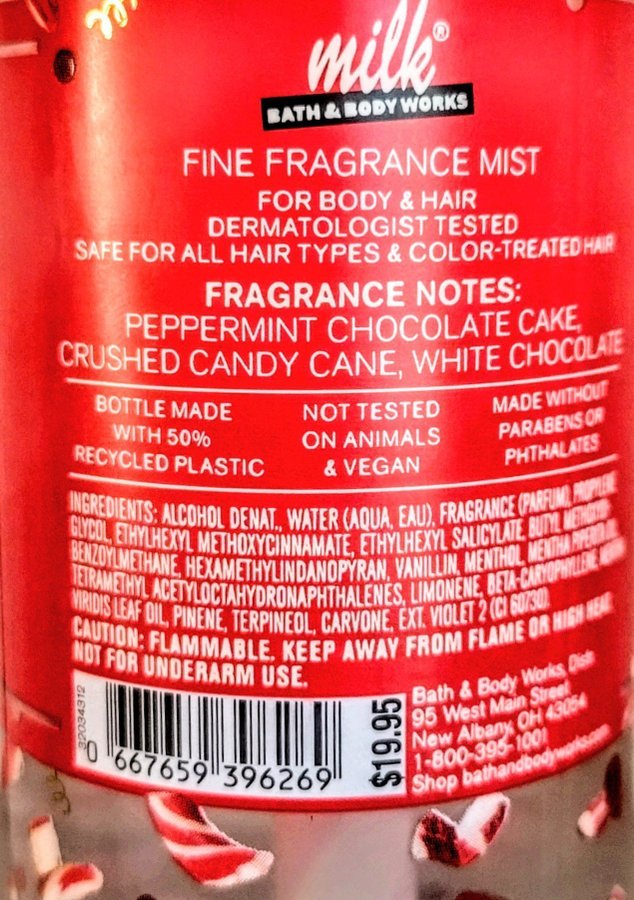 milk®
BATH & BODY WORKS
FINE FRAGRANCE MIST
FOR BODY & HAIR
DERMATOLOGIST TESTED
SAFE FOR ALL HAIR TYPES & COLOR-TREATED HAIR
FRAGRANCE NOTES:
PEPPERMINT CHOCOLATE CAKE,
CRUSHED CANDY CANE, WHITE CHOCOLATE
BOTTLE MADE
WITH 50%
RECYCLED PLASTIC
NOT TESTED
ON ANIMALS
& VEGAN
MADE WITHOUT
PARABENS OR
PHTHALATES
INGREDIENTS: ALCOHOL DENAT., WATER (AQUA, EAU), FRAGRANCE (PARFUM), PROPYLENE
GLYCOL, ETHYLHEXYL METHOXYCINNAMATE, ETHYLHEXYL SALICYLATE, BUTYL
BENZOYLMETHANE, HEXAMETHYLINDANOPYRAN, VANILLIN, MENTHOL, MENTHA PIPERITA
TETRAMETHYL ACETYLOCTAHYDRONAPHTHALENES, LIMONENE, BETA-CARYOPHYLLENE,
VIRIDIS LEAF OIL, PINENE, TERPINEOL, CARVONE, EXT. VIOLET 2 (CI 60730).
CAUTION: FLAMMABLE. KEEP AWAY FROM FLAME OR HIGH HEAT.
NOT FOR UNDERARM USE.
32034312
0 667659 396269
$19.95
Bath & Body Works, Distr.
95 West Main Street
New Albany, OH 43054
1-800-395-1001
Shop bathandbodyworks.com